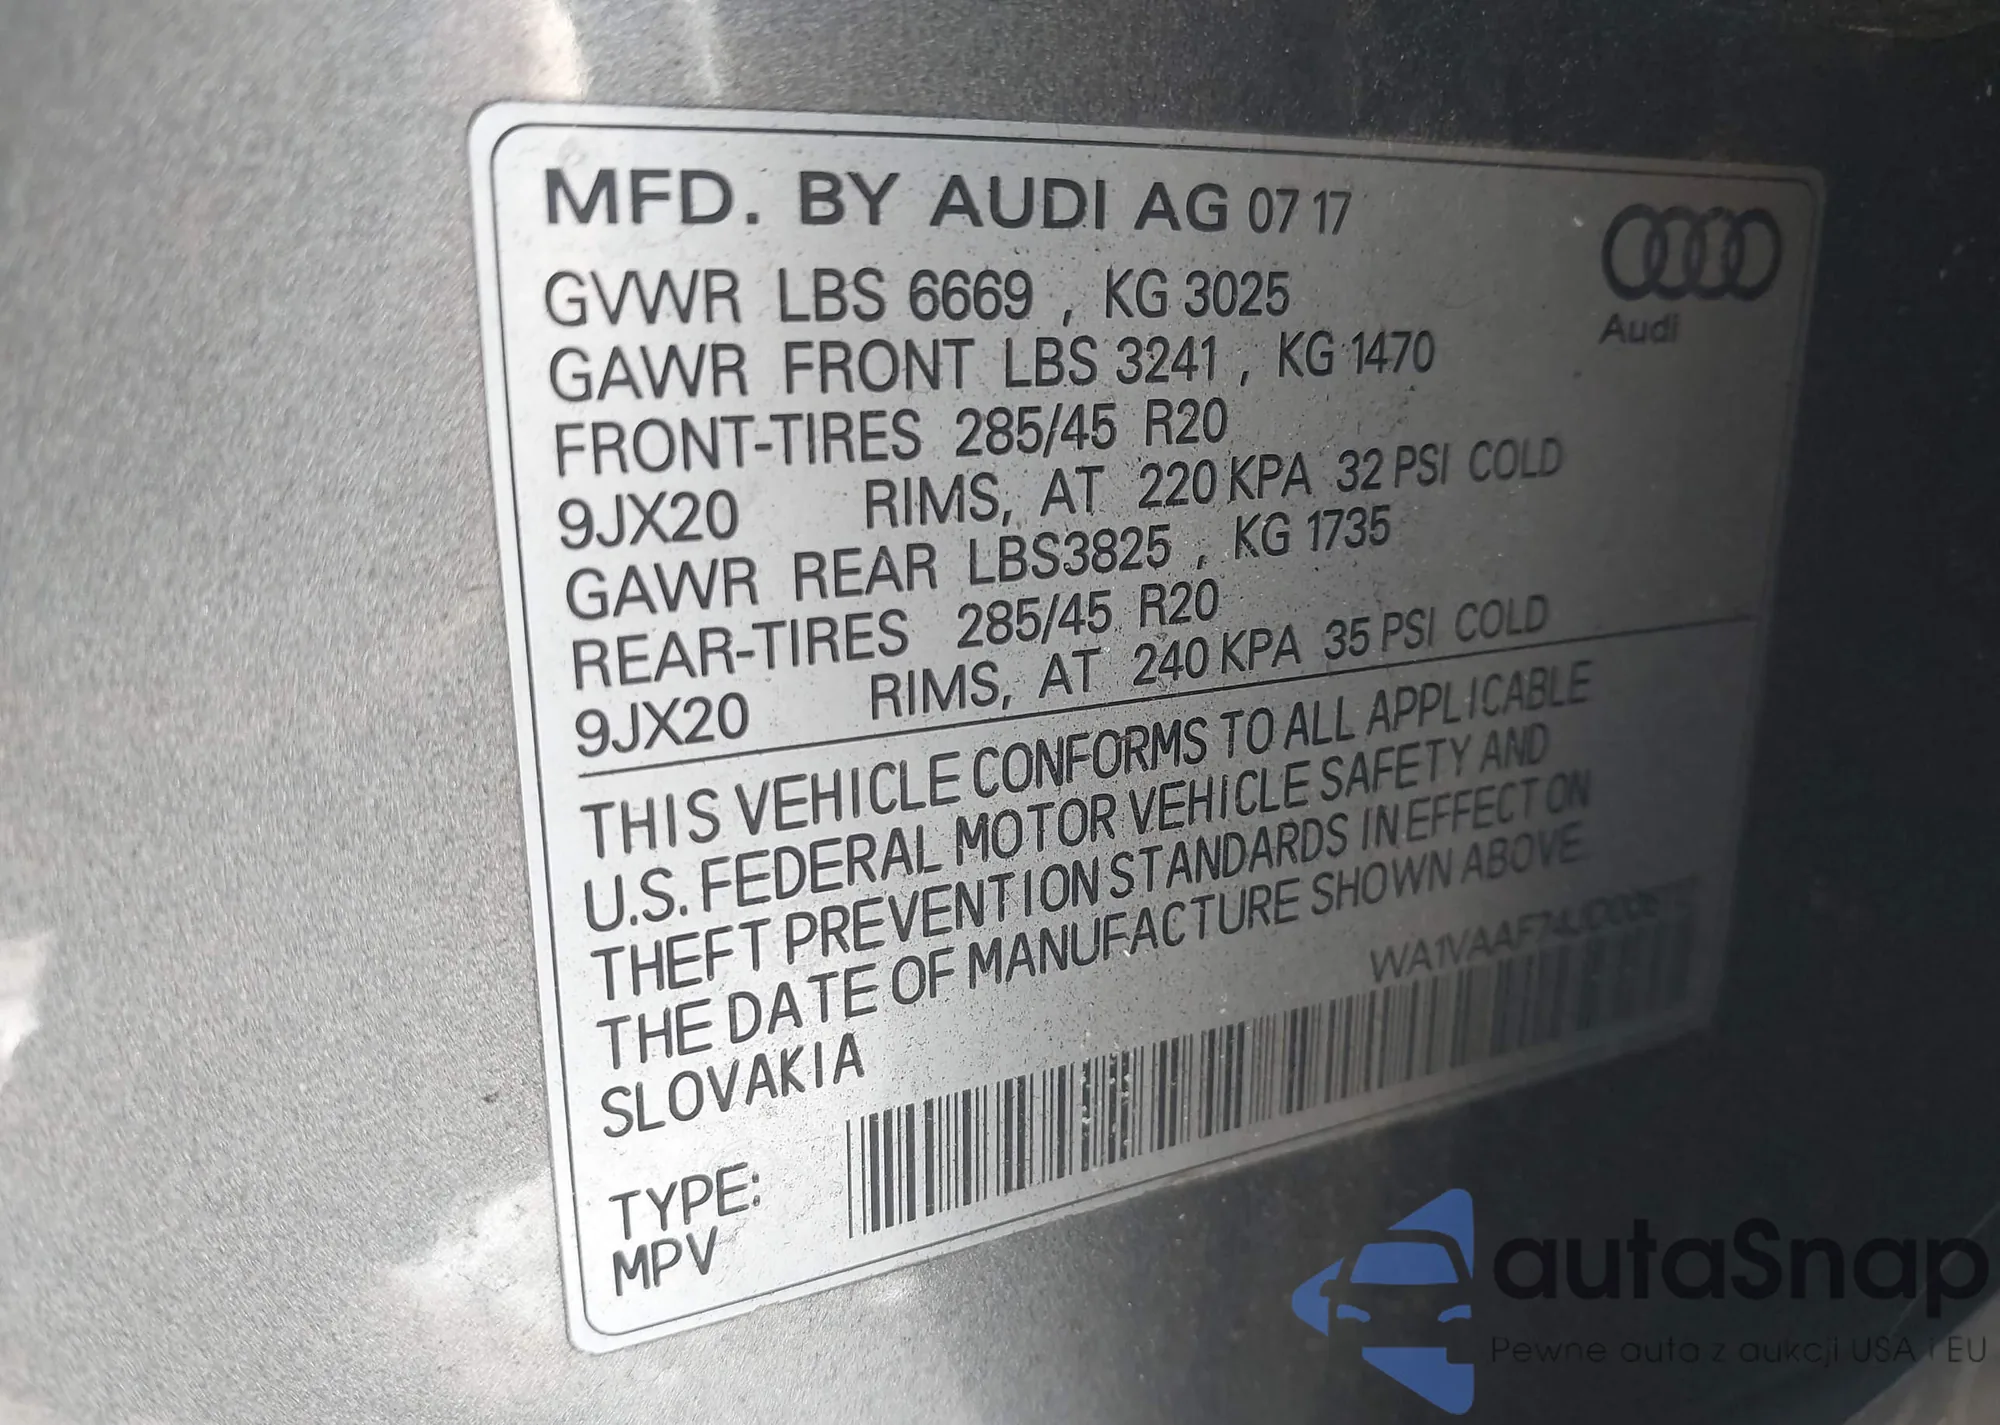 MFD. BY AUDI AG 07 17
Audi
GVWR LBS 6669 , KG 3025
GAWR FRONT LBS 3241 , KG 1470
FRONT-TIRES 285/45 R20
9JX20 RIMS, AT 220 KPA 32 PSI COLD
GAWR REAR LBS3825 , KG 1735
REAR-TIRES 285/45 R20
9JX20 RIMS, AT 240 KPA 35 PSI COLD
THIS VEHICLE CONFORMS TO ALL APPLICABLE
U.S. FEDERAL MOTOR VEHICLE SAFETY AND
THEFT PREVENTION STANDARDS IN EFFECT ON
THE DATE OF MANUFACTURE SHOWN ABOVE
SLOVAKIA
TYPE:
MPV
autaSnap
Pewne auta z aukcji USA i EU